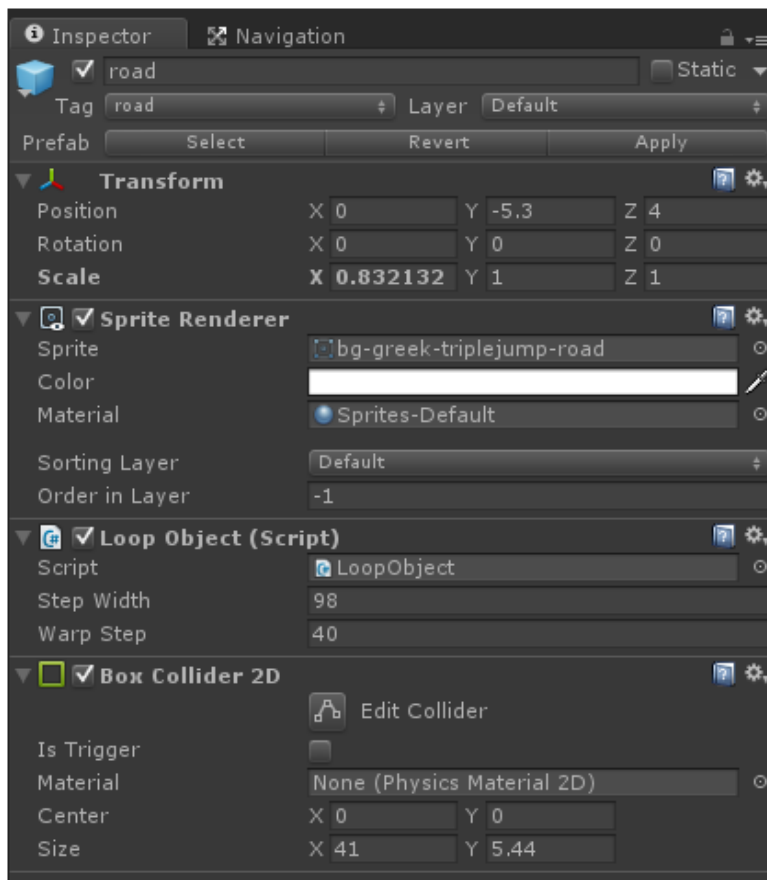 Inspector Navigation
road Static
Tag road Layer Default
Prefab Select Revert Apply
Transform
Position X 0 Y -5.3 Z 4
Rotation X 0 Y 0 Z 0
Scale X 0.832132 Y 1 Z 1
Sprite Renderer
Sprite bg-greek-triplejump-road
Color
Material Sprites-Default
Sorting Layer Default
Order in Layer -1
Loop Object (Script)
Script LoopObject
Step Width 98
Warp Step 40
Box Collider 2D
Edit Collider
Is Trigger
Material None (Physics Material 2D)
Center X 0 Y 0
Size X 41 Y 5.44